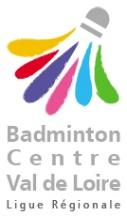 Badminton
Centre
Val de Loire
Ligue Régionale